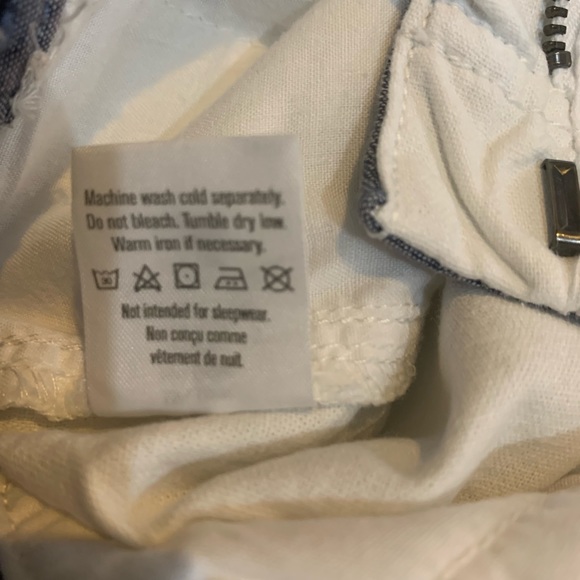 Machine wash cold separately.
Do not bleach. Tumble dry low.
Warm iron if necessary.
Not intended for sleepwear.
Non conçu comme
vêtement de nuit.